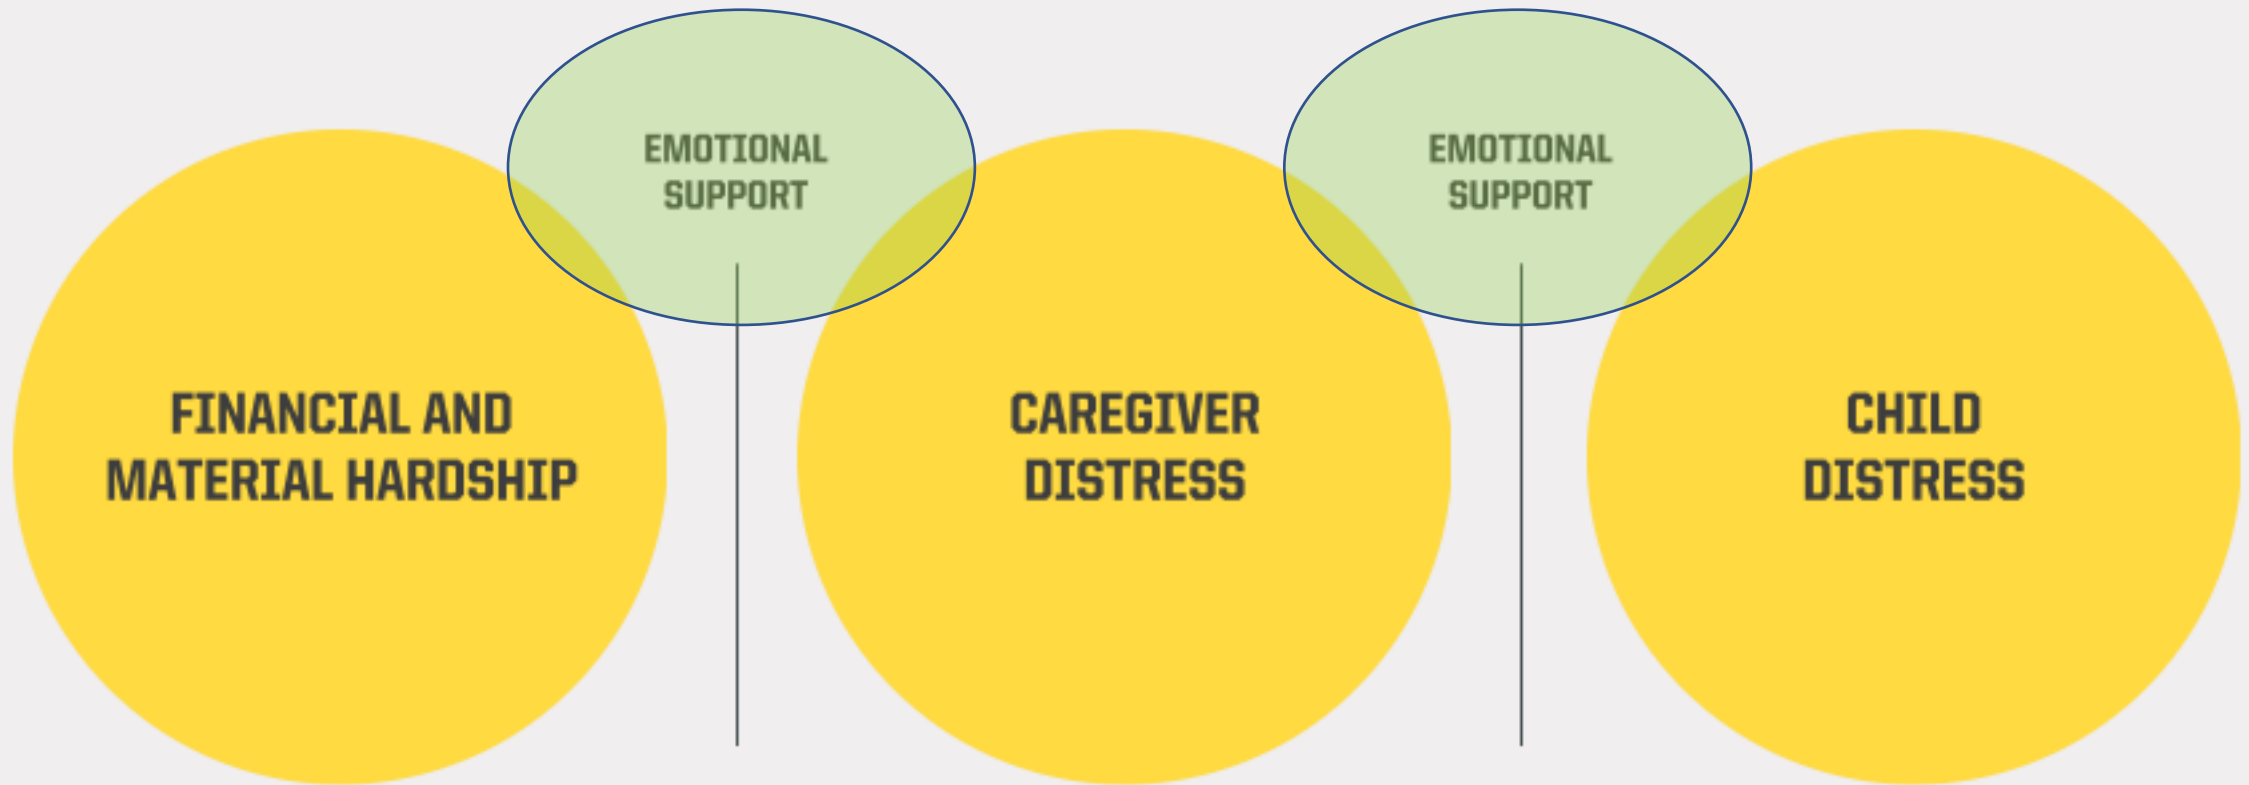 EMOTIONAL
SUPPORT
EMOTIONAL
SUPPORT
FINANCIAL AND
MATERIAL HARDSHIP
CAREGIVER
DISTRESS
CHILD
DISTRESS